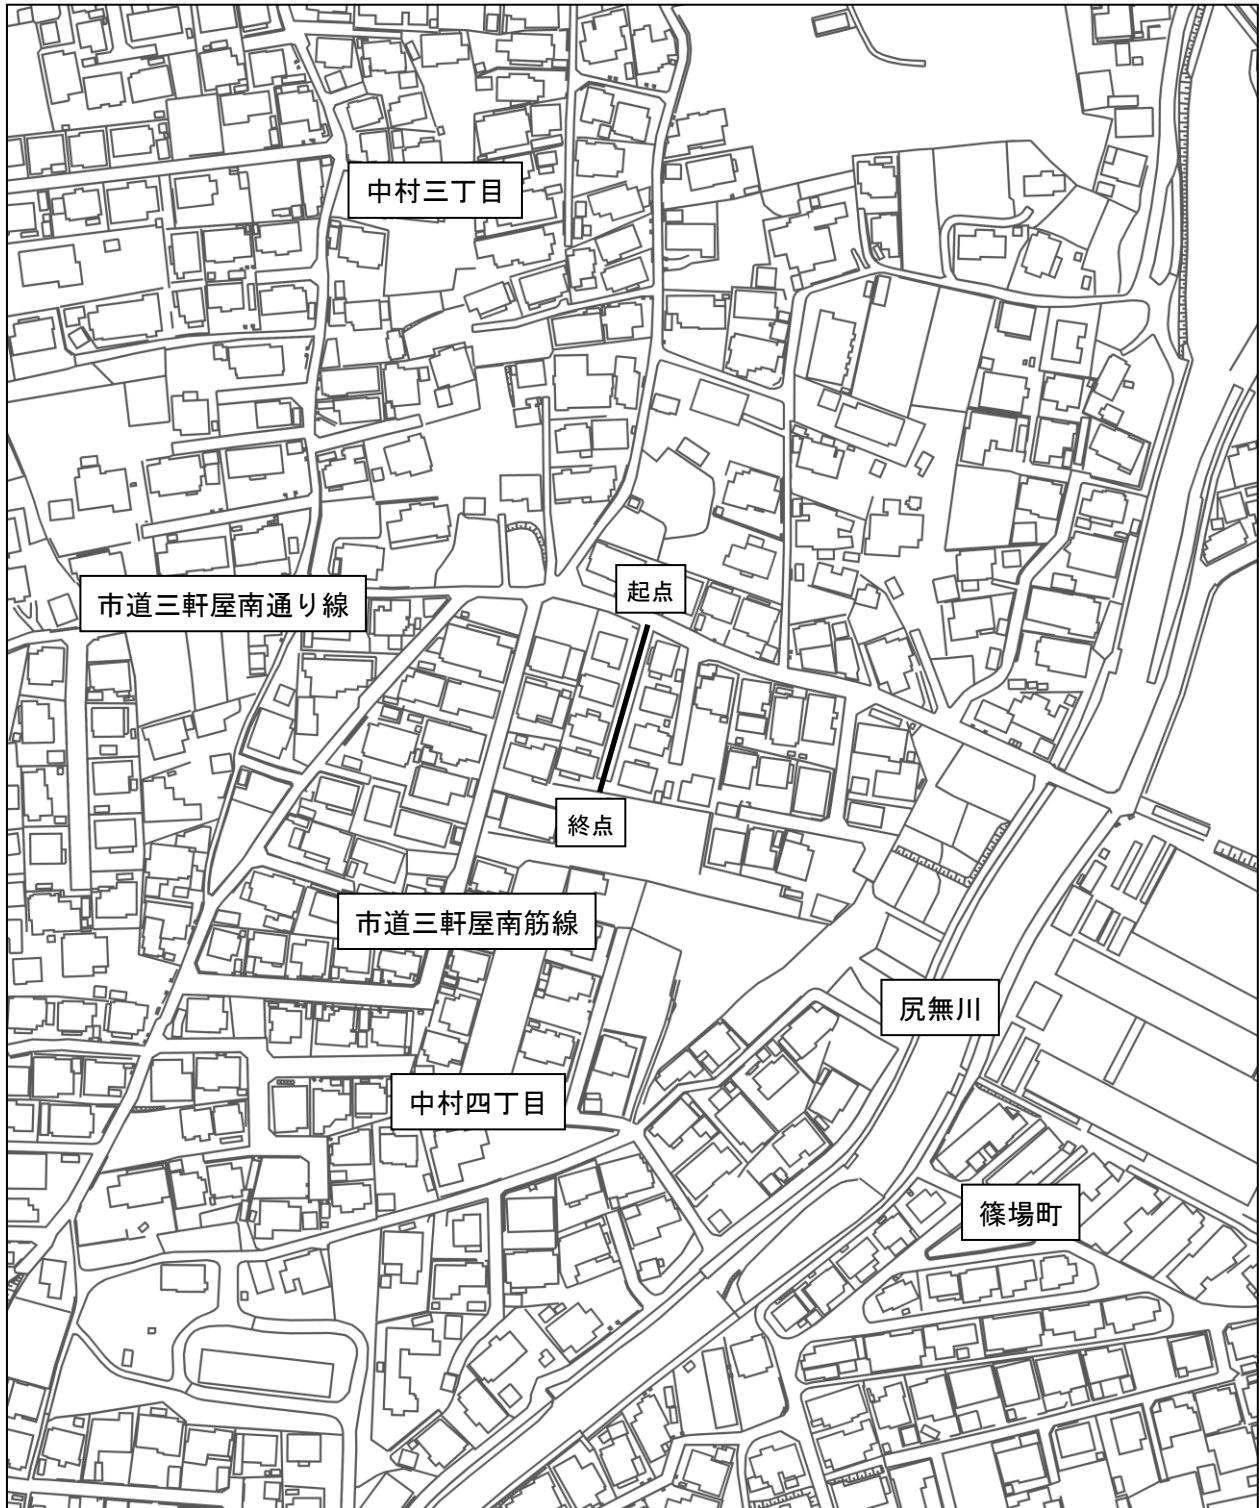 中村三丁目
起点
市道三軒屋南通り線
終点
市道三軒屋南筋線
尻無川
中村四丁目
篠場町